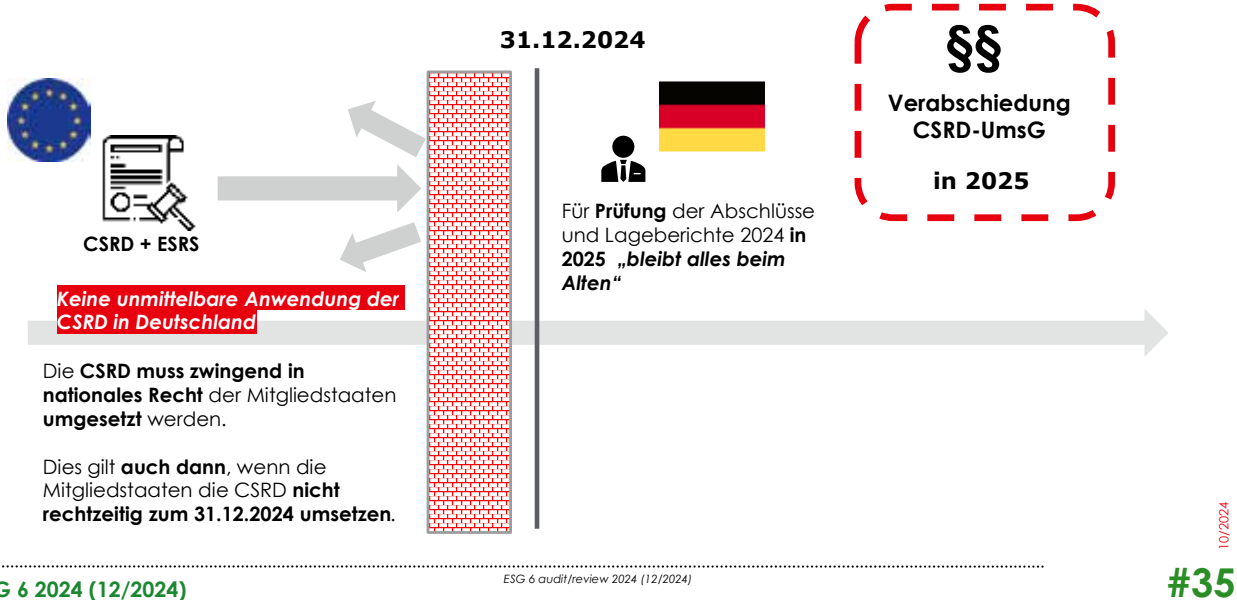 31.12.2024
§§
Verabschiedung
CSRD-UmsG
in 2025
CSRD + ESRS
Für Prüfung der Abschlüsse
und Lageberichte 2024 in
2025 „bleibt alles beim
Alten“
Keine unmittelbare Anwendung der
CSRD in Deutschland
Die CSRD muss zwingend in
nationales Recht der Mitgliedstaaten
umgesetzt werden.
Dies gilt auch dann, wenn die
Mitgliedstaaten die CSRD nicht
rechtzeitig zum 31.12.2024 umsetzen.
10/2024
G 6 2024 (12/2024)
ESG 6 audit/review 2024 (12/2024)
#35